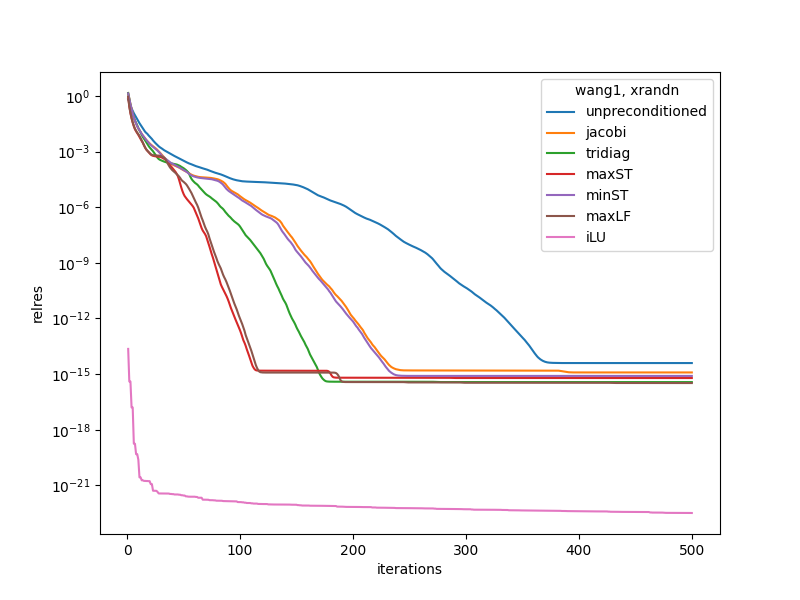 wang1, xrandn
unpreconditioned
jacobi
tridiag
maxST
minST
maxLF
iLU
relres
10^0
10^-3
10^-6
10^-9
10^-12
10^-15
10^-18
10^-21
0 100 200 300 400 500
iterations